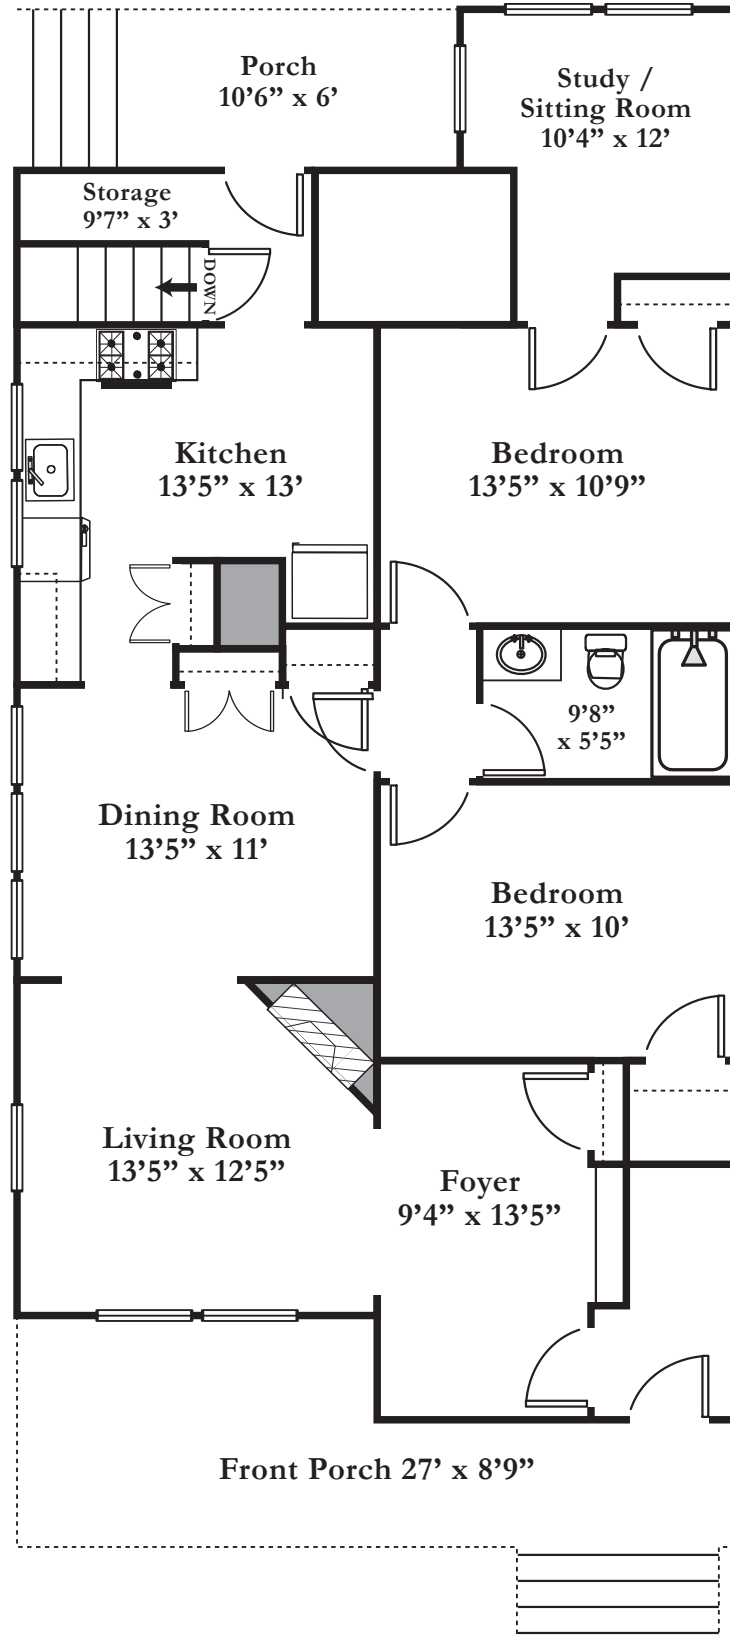 Porch
10’6” x 6’
Study /
Sitting Room
10’4” x 12’
Storage
9’7” x 3’
DOWN
Kitchen
13’5” x 13’
Bedroom
13’5” x 10’9”
9’8”
x 5’5”
Dining Room
13’5” x 11’
Bedroom
13’5” x 10’
Living Room
13’5” x 12’5”
Foyer
9’4” x 13’5”
Front Porch 27’ x 8’9”